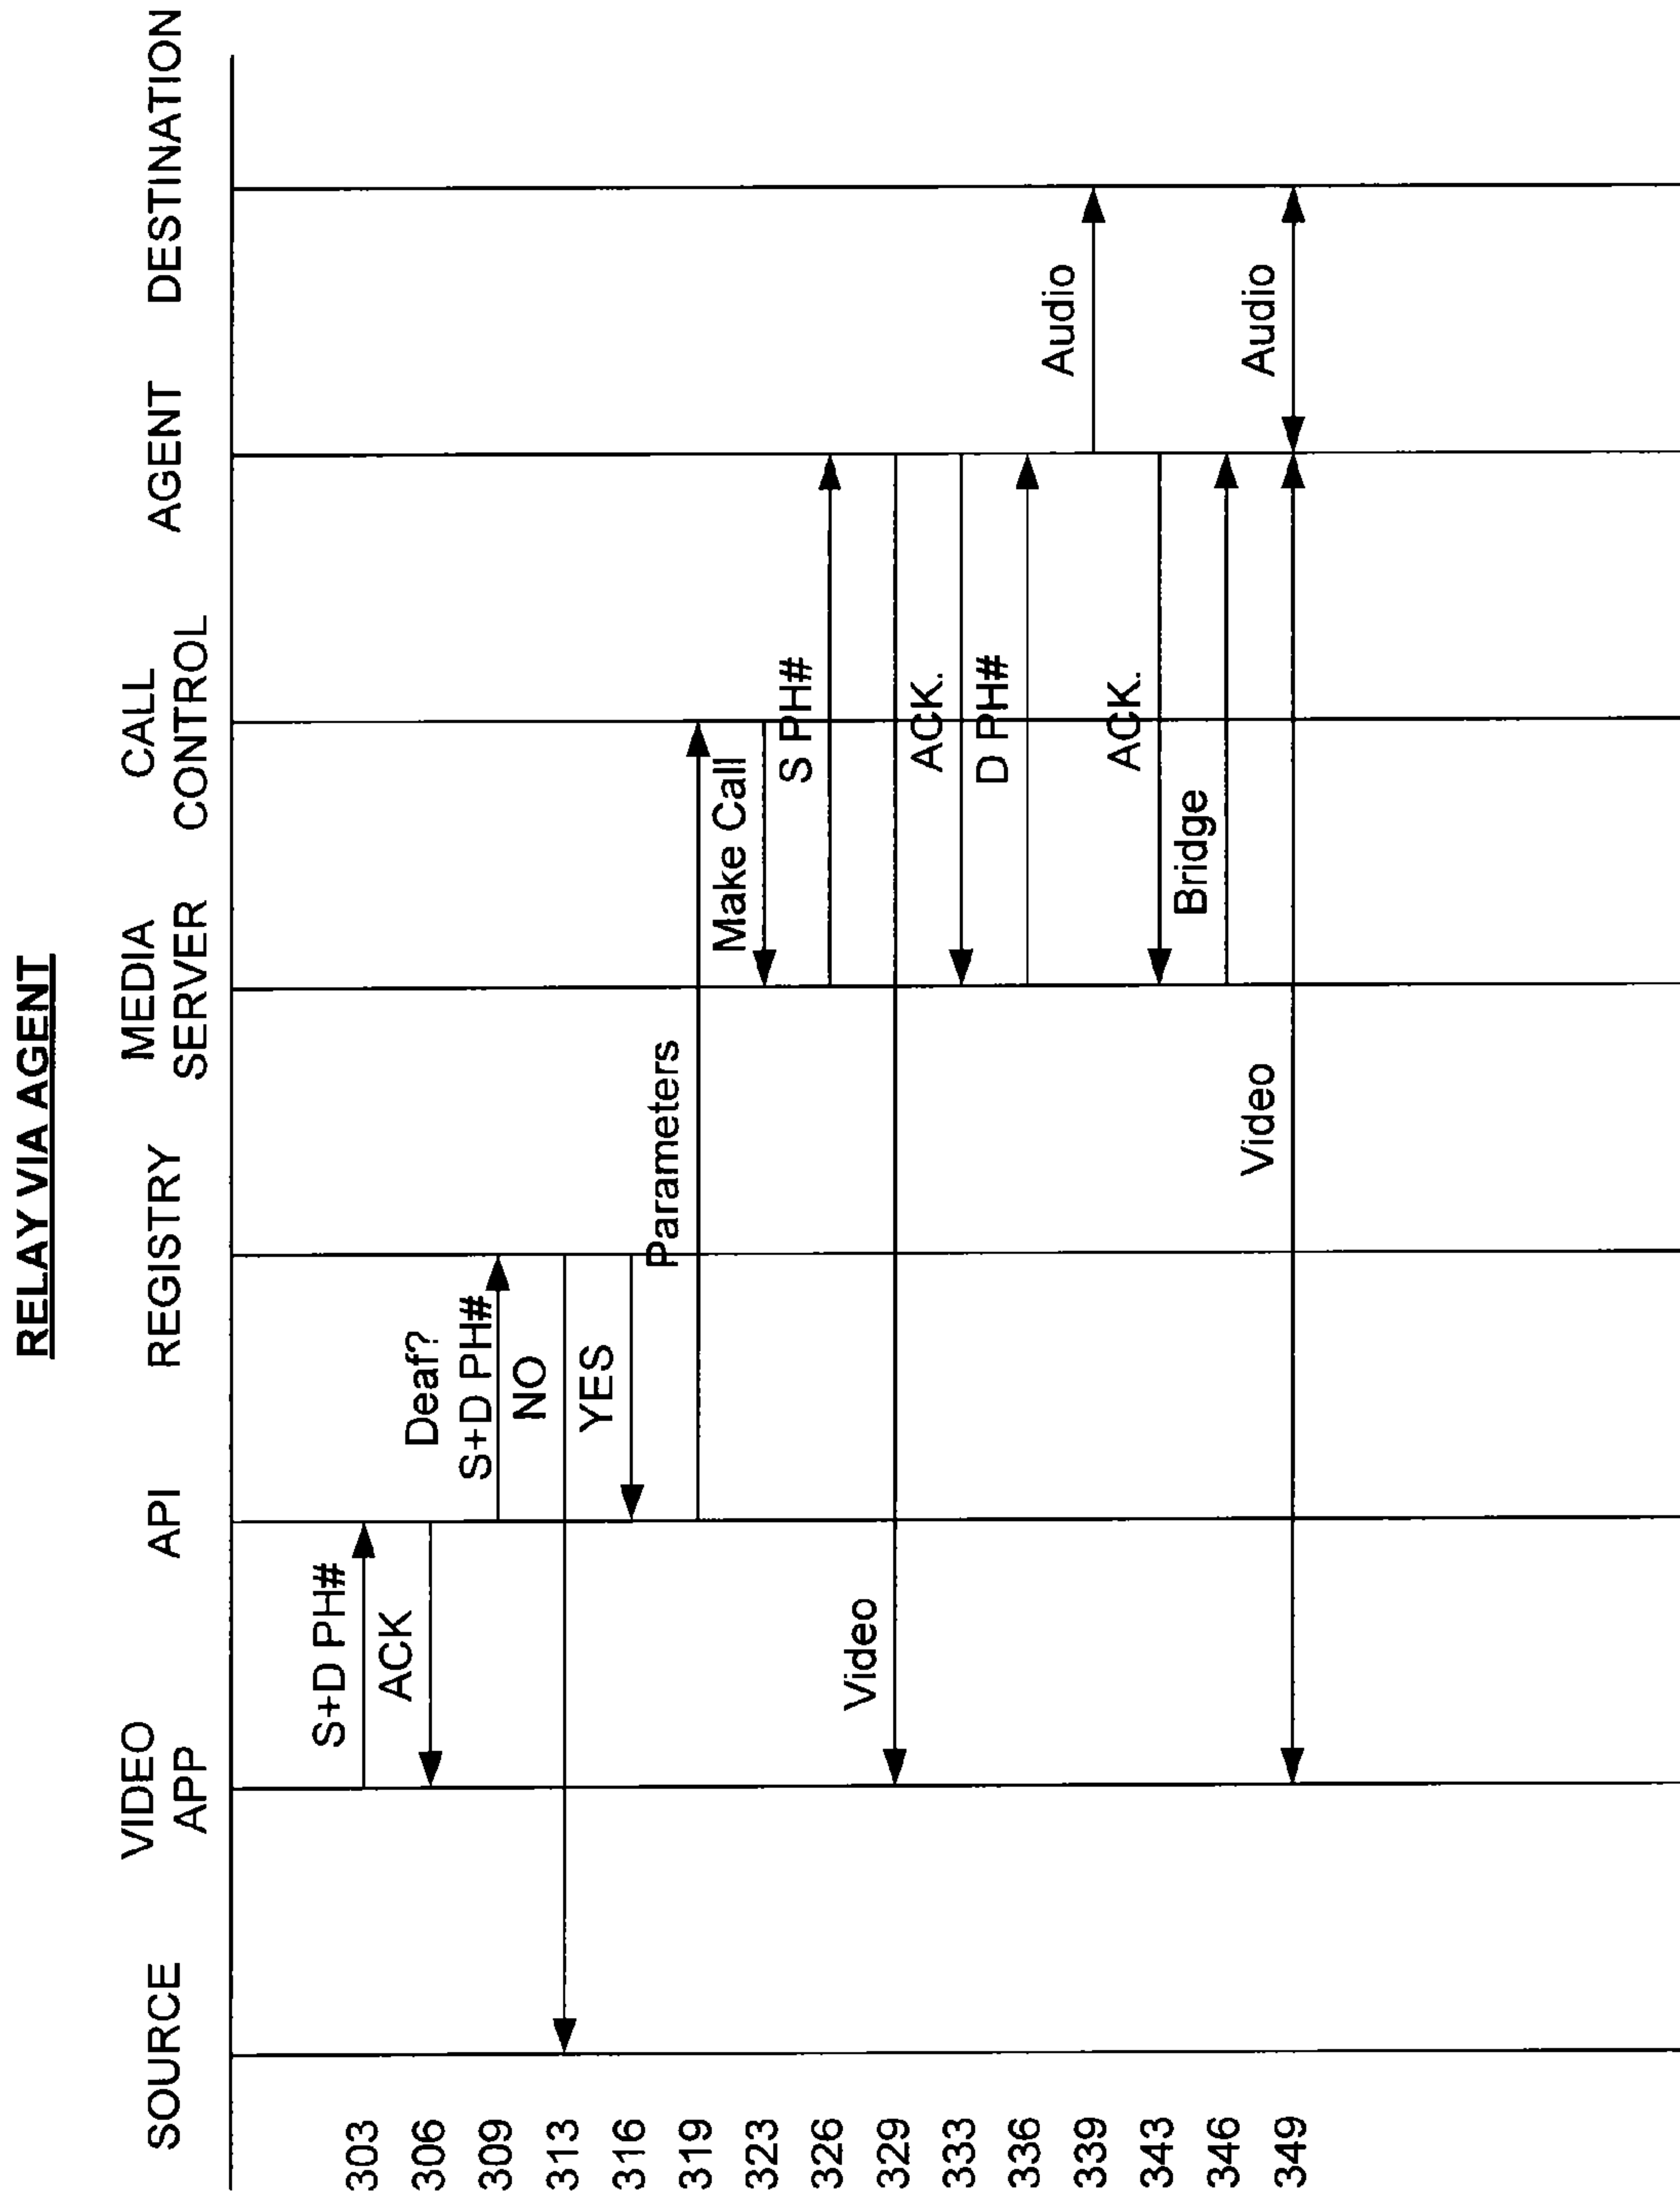 RELAY VIA AGENT
SOURCE
VIDEO
APP
API
REGISTRY
MEDIA
SERVER
CALL
CONTROL
AGENT
DESTINATION
303
S+D PH#
306
ACK
309
Deaf?
S+D PH#
313
NO
316
YES
319
Parameters
323
Make Call
326
S PH#
329
Video
333
ACK.
336
D PH#
339
Audio
343
ACK.
346
Bridge
349
Video
Audio